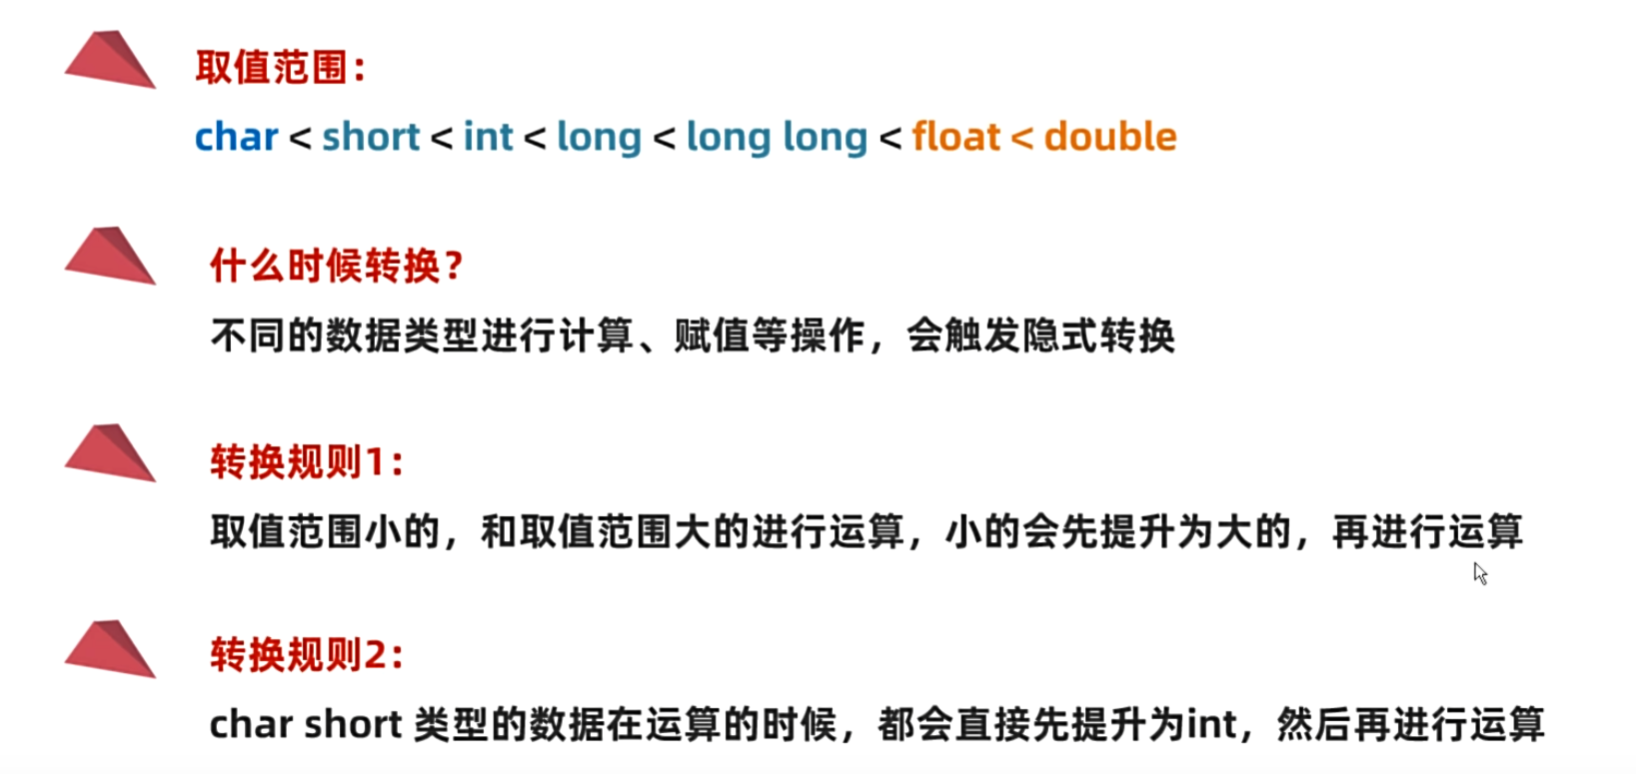 取值范围：
char < short < int < long < long long < float < double
什么时候转换？
不同的数据类型进行计算、赋值等操作，会触发隐式转换
转换规则1：
取值范围小的，和取值范围大的进行运算，小的会先提升为大的，再进行运算
转换规则2：
char short 类型的数据在运算的时候，都会直接先提升为int，然后再进行运算